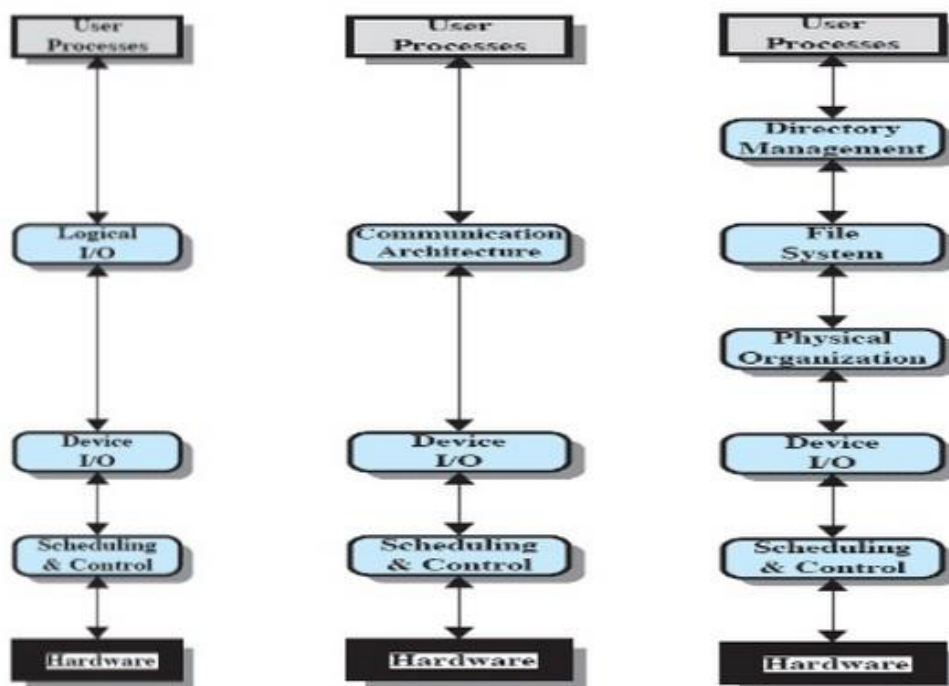 User
Processes
Logical
I/O
Device
I/O
Scheduling
& Control
Hardware
User
Processes
Communication
Architecture
Device
I/O
Scheduling
& Control
Hardware
User
Processes
Directory
Management
File
System
Physical
Organization
Device
I/O
Scheduling
& Control
Hardware